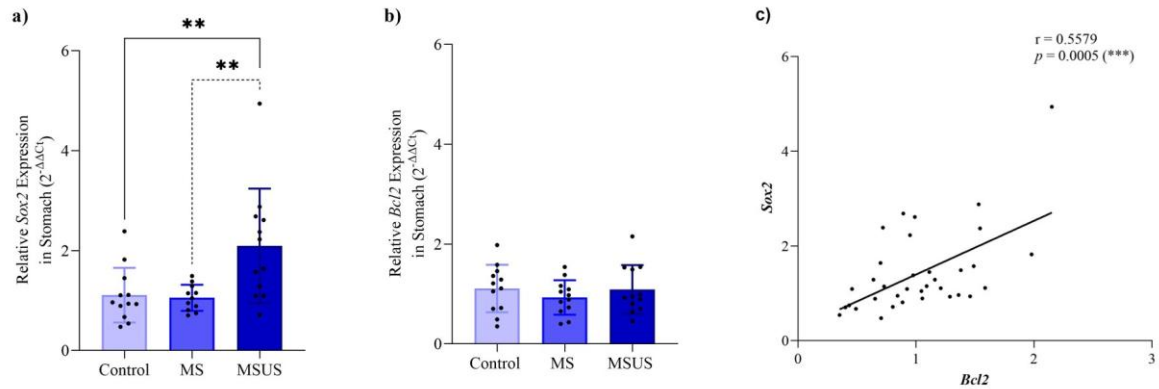 a)
**
**
Relative Sox2 Expression
in Stomach (2^-ΔΔCt)
6
4
2
0
Control MS MSUS
b)
Relative Bcl2 Expression
in Stomach (2^-ΔΔCt)
6
4
2
0
Control MS MSUS
c)
r = 0.5579
p = 0.0005 (***)
Sox2
6
4
2
0
0 1 2 3
Bcl2